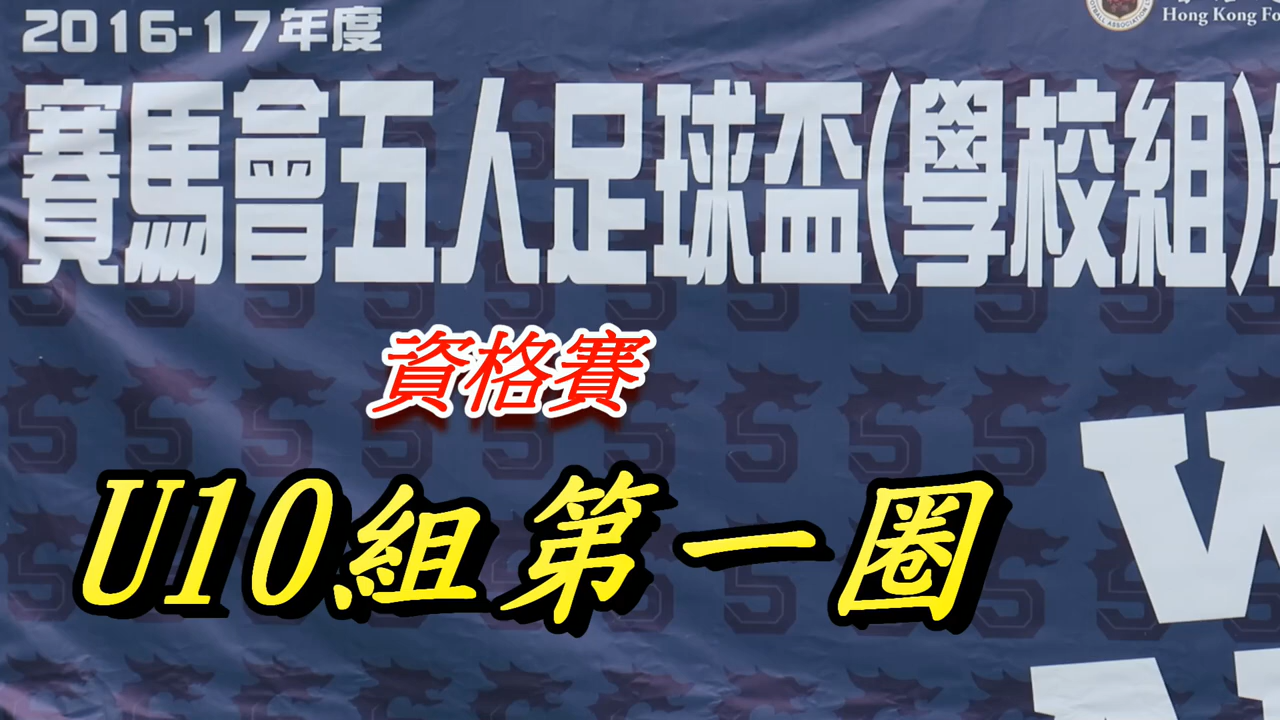 2016-17年度
Hong Kong Fo
賽馬會五人足球盃(學校組)
資格賽
U10組第一圈
W